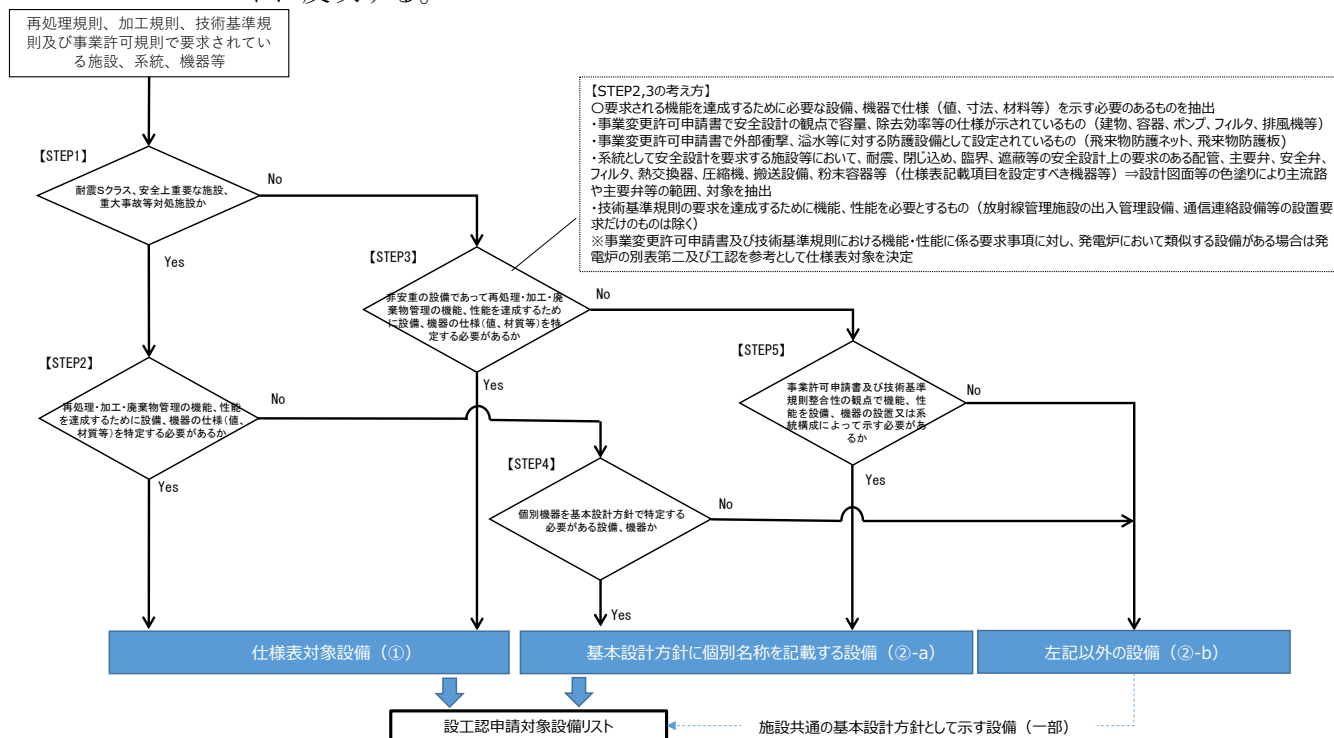 映する。
再処理規則、加工規則、技術基準規
則及び事業許可規則で要求されてい
る施設、系統、機器等
【STEP2,3の考え方】
○要求される機能を達成するために必要な設備、機器で仕様（値、寸法、材料等）を示す必要のあるものを抽出
・事業変更許可申請書で安全設計の観点で容量、除去効率等の仕様が示されているもの（建物、容器、ポンプ、フィルタ、排風機等）
・事業変更許可申請書で外部衝撃、溢水等に対する防護設備として設定されているもの（飛来物防護ネット、飛来物防護板）
・系統として安全設計を要求する施設等において、耐震、閉じ込め、臨界、遮蔽等の安全設計上の要求のある配管、主要弁、安全弁、
フィルタ、熱交換器、圧縮機、搬送設備、粉末容器等（仕様表記載項目を設定すべき機器等）⇒設計図面等の色塗りにより主流路
や主要弁等の範囲、対象を抽出
・技術基準規則の要求を達成するために機能、性能を必要とするもの（放射線管理施設の出入管理設備、通信連絡設備等の設置要
求だけのものは除く）
※事業変更許可申請書及び技術基準規則における機能・性能に係る要求事項に対し、発電炉において類似する設備がある場合は発
電炉の別表第二及び工認を参考として仕様表対象を決定
【STEP1】
耐震Sクラス、安全上重要な施設、
重大事故等対処施設か
No
Yes
【STEP3】
非安重の設備であって再処理・加工・廃
棄物管理の機能、性能を達成するため
に設備、機器の仕様(値、材質等)を特
定する必要があるか
No
Yes
【STEP2】
再処理・加工・廃棄物管理の機能、性能
を達成するために設備、機器の仕様(値、
材質等)を特定する必要があるか
No
Yes
【STEP5】
事業許可申請書及び技術基準
規則整合性の観点で機能、性
能を設備、機器の設置又は系
統構成によって示す必要があ
るか
No
Yes
【STEP4】
個別機器を基本設計方針で特定する
必要がある設備、機器か
No
Yes
仕様表対象設備（①）
基本設計方針に個別名称を記載する設備（②-a）
左記以外の設備（②-b）
設工認申請対象設備リスト
施設共通の基本設計方針として示す設備（一部）